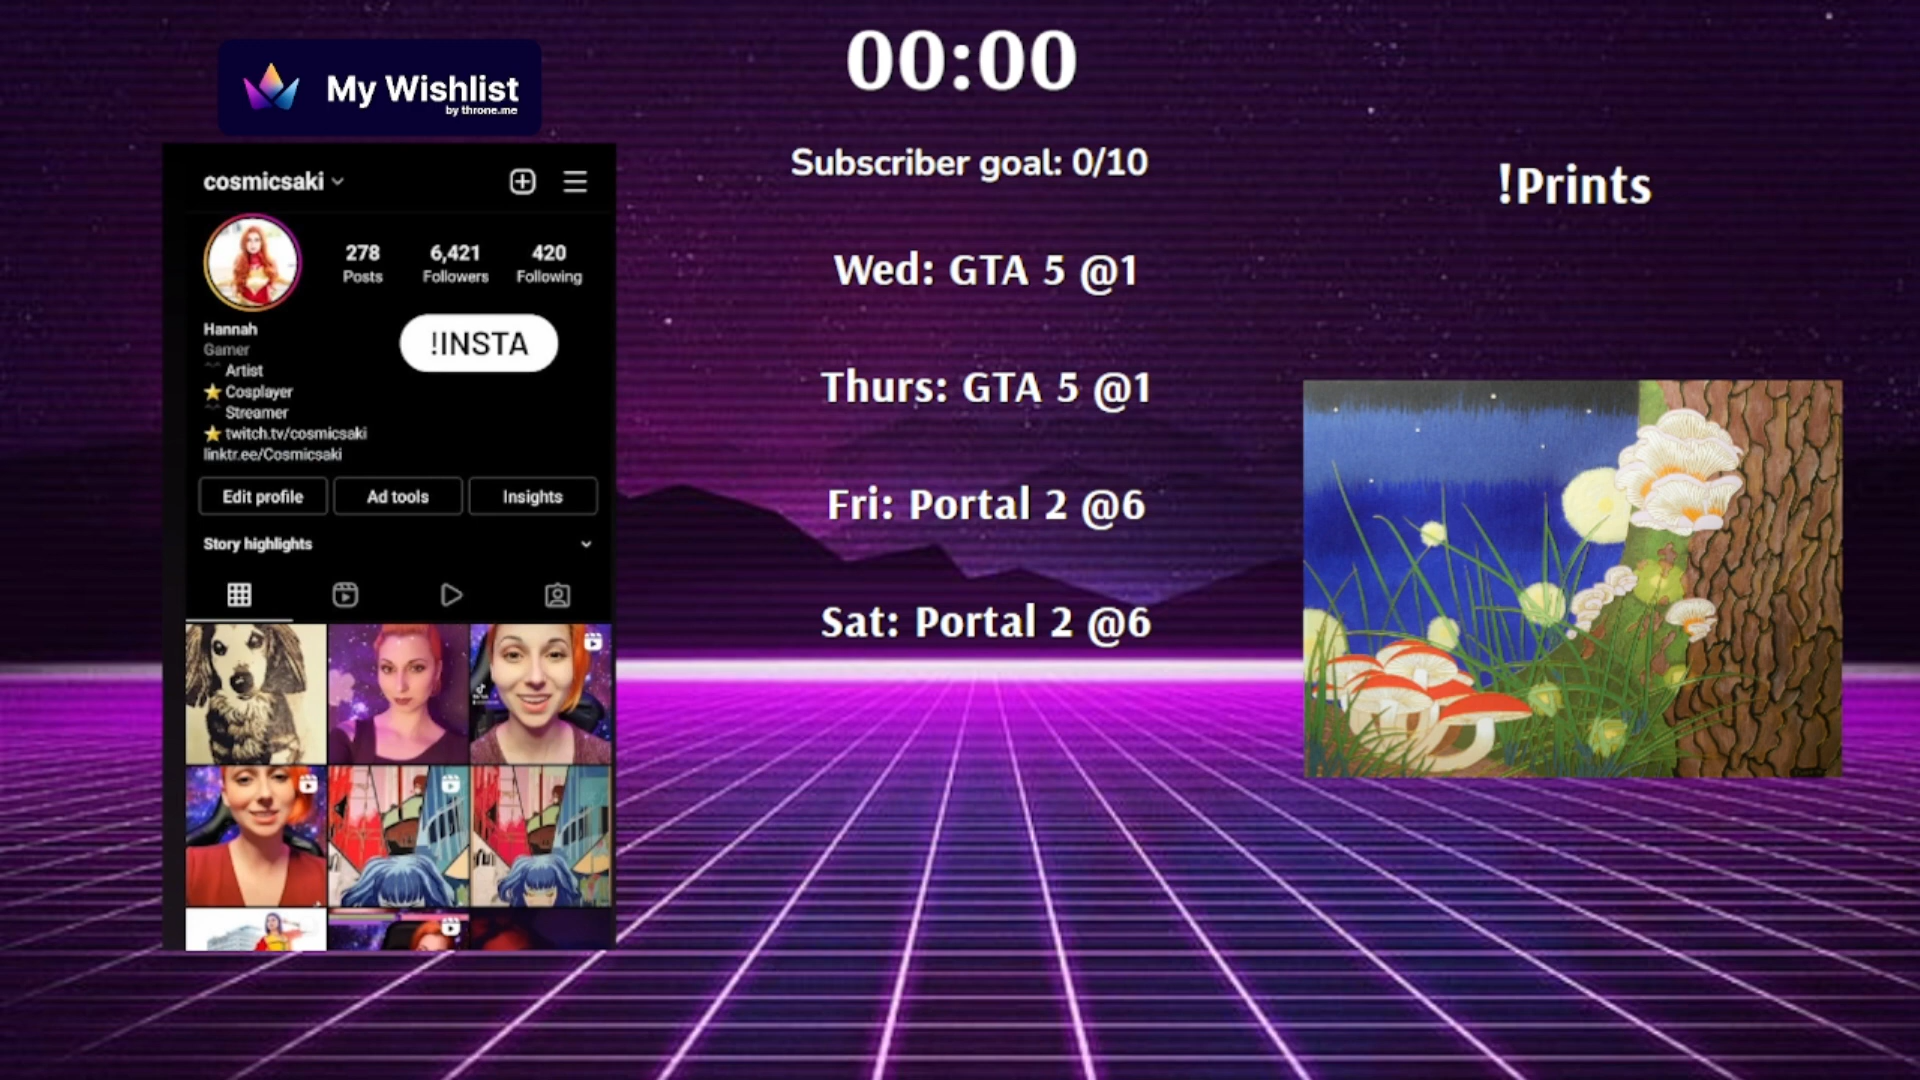 My Wishlist
by throne.me
cosmicsaki
278
Posts
6,421
Followers
420
Following
Hannah
Gamer
Artist
Cosplayer
Streamer
twitch.tv/cosmicsaki
linktr.ee/Cosmicsaki
!INSTA
Edit profile
Ad tools
Insights
Story highlights
00:00
Subscriber goal: 0/10
Wed: GTA 5 @1
Thurs: GTA 5 @1
Fri: Portal 2 @6
Sat: Portal 2 @6
!Prints